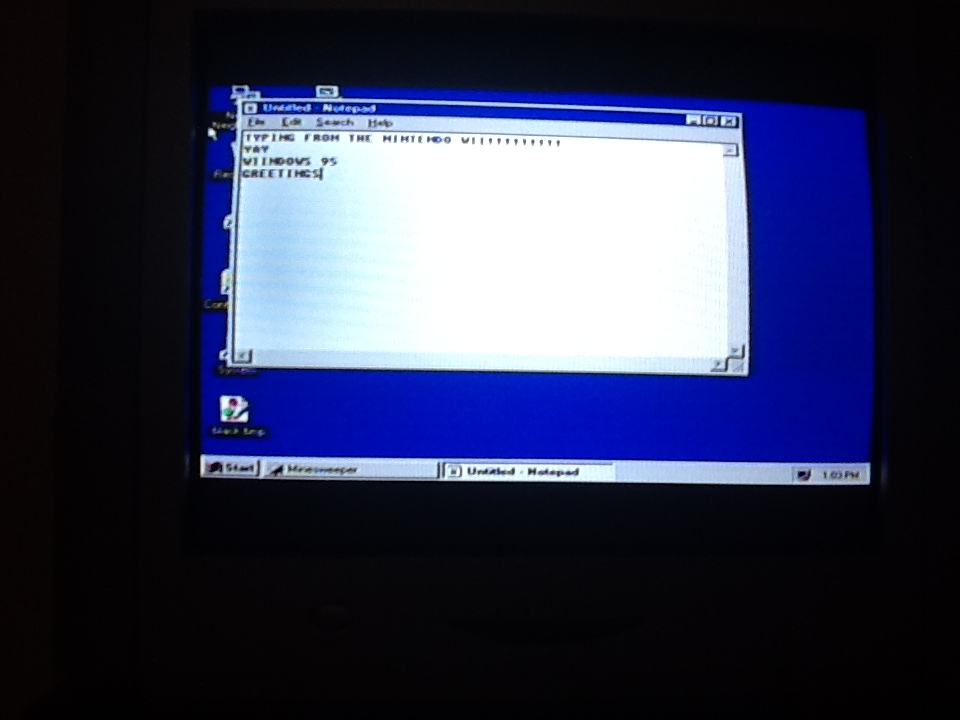 Untitled - Notepad
File Edit Search Help
TYPING FROM THE NINTENDO WII!!!!!!!!!!
YAY
WIINDOWS 95
GREETINGS
Start Minesweeper Untitled - Notepad 1:03 PM